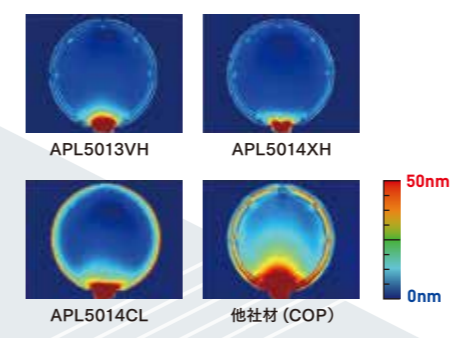 APL5013VH
APL5014XH
50nm
0nm
APL5014CL
他社材（COP）